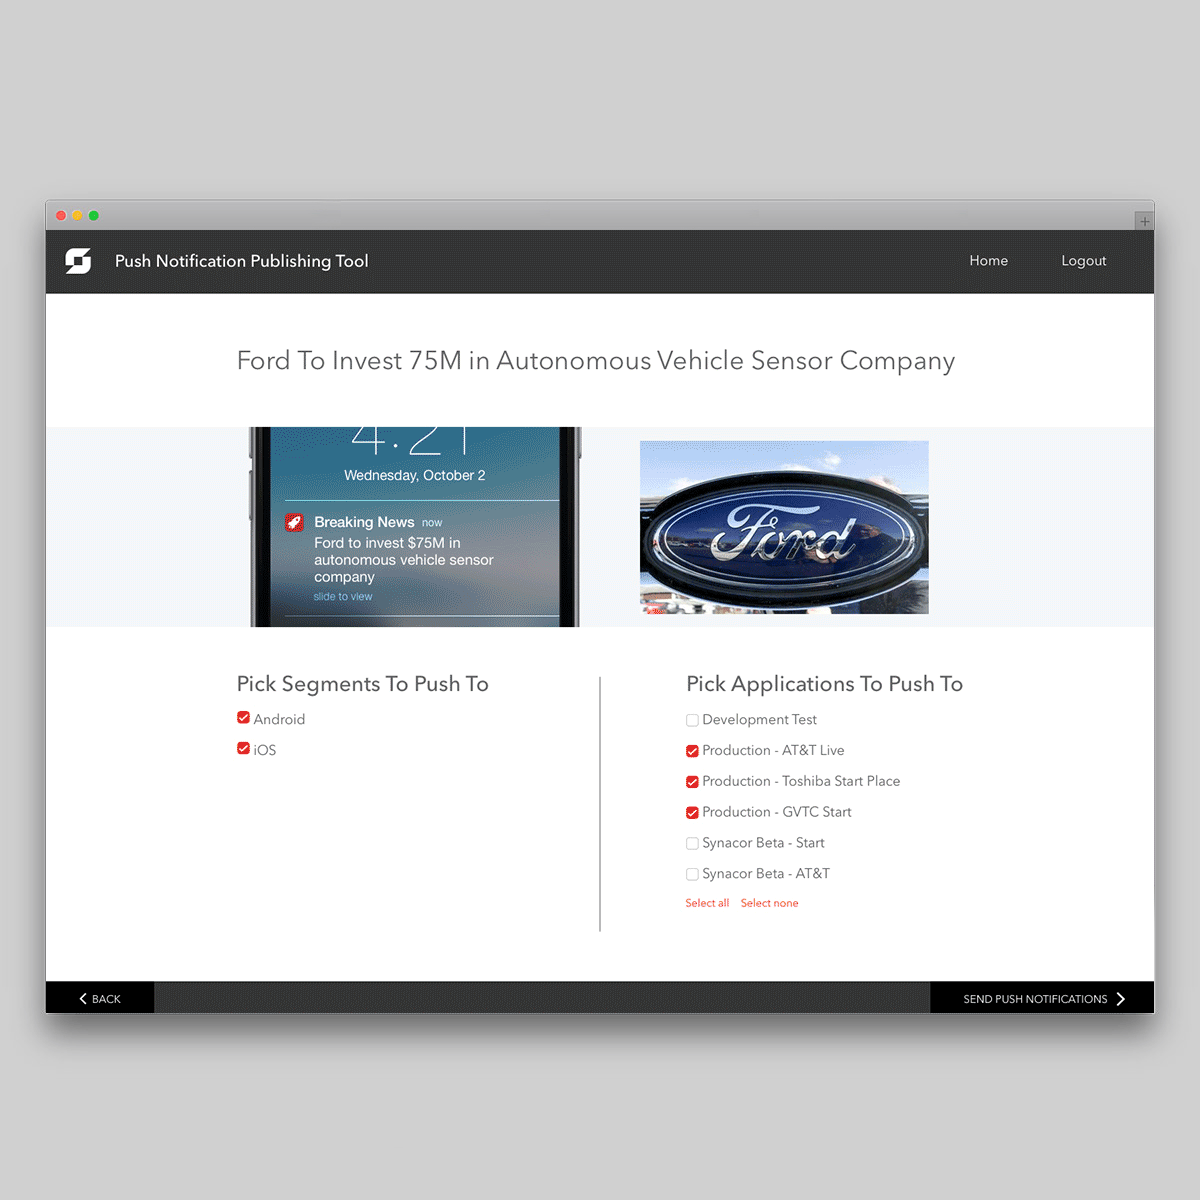 Push Notification Publishing Tool
Home
Logout
Ford To Invest 75M in Autonomous Vehicle Sensor Company
4:21
Wednesday, October 2
Breaking News now
Ford to invest $75M in
autonomous vehicle sensor
company
slide to view
Ford
Pick Segments To Push To
Android
iOS
Pick Applications To Push To
Development Test
Production - AT&T Live
Production - Toshiba Start Place
Production - GVTC Start
Synacor Beta - Start
Synacor Beta - AT&T
Select all Select none
BACK
SEND PUSH NOTIFICATIONS